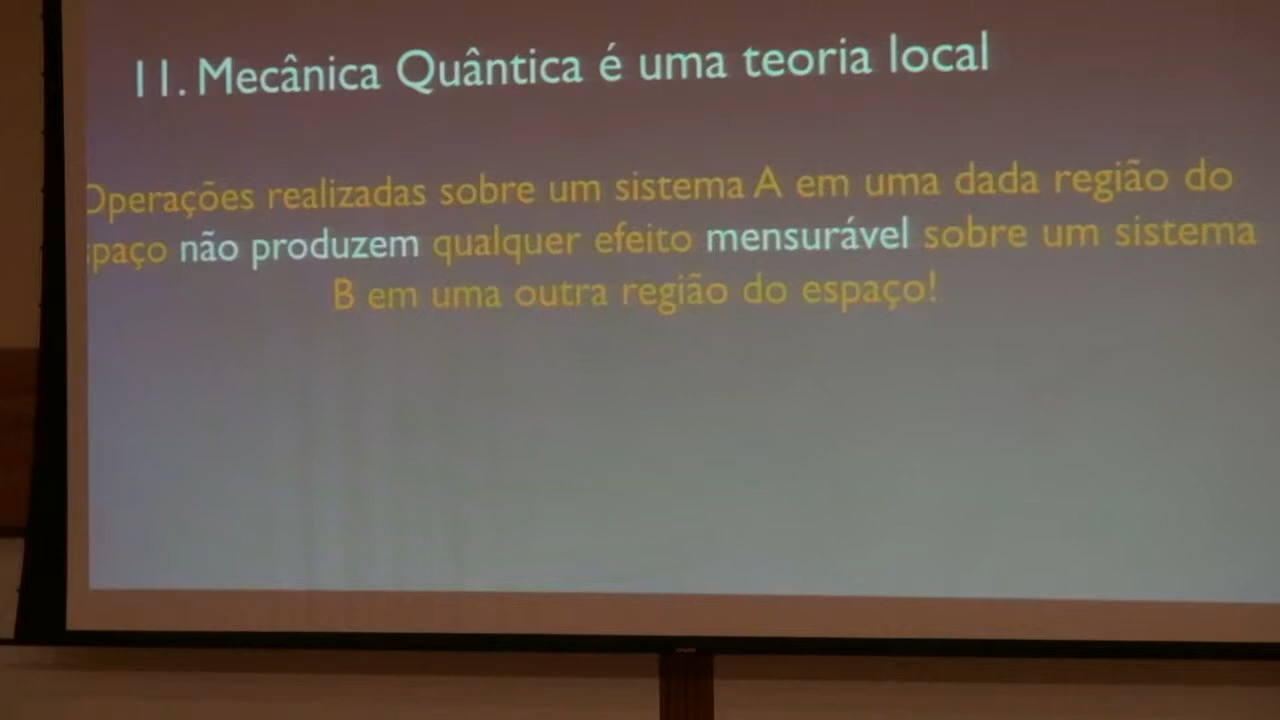 11. Mecânica Quântica é uma teoria local
Operações realizadas sobre um sistema A em uma dada região do
spaço não produzem qualquer efeito mensurável sobre um sistema
B em uma outra região do espaço!